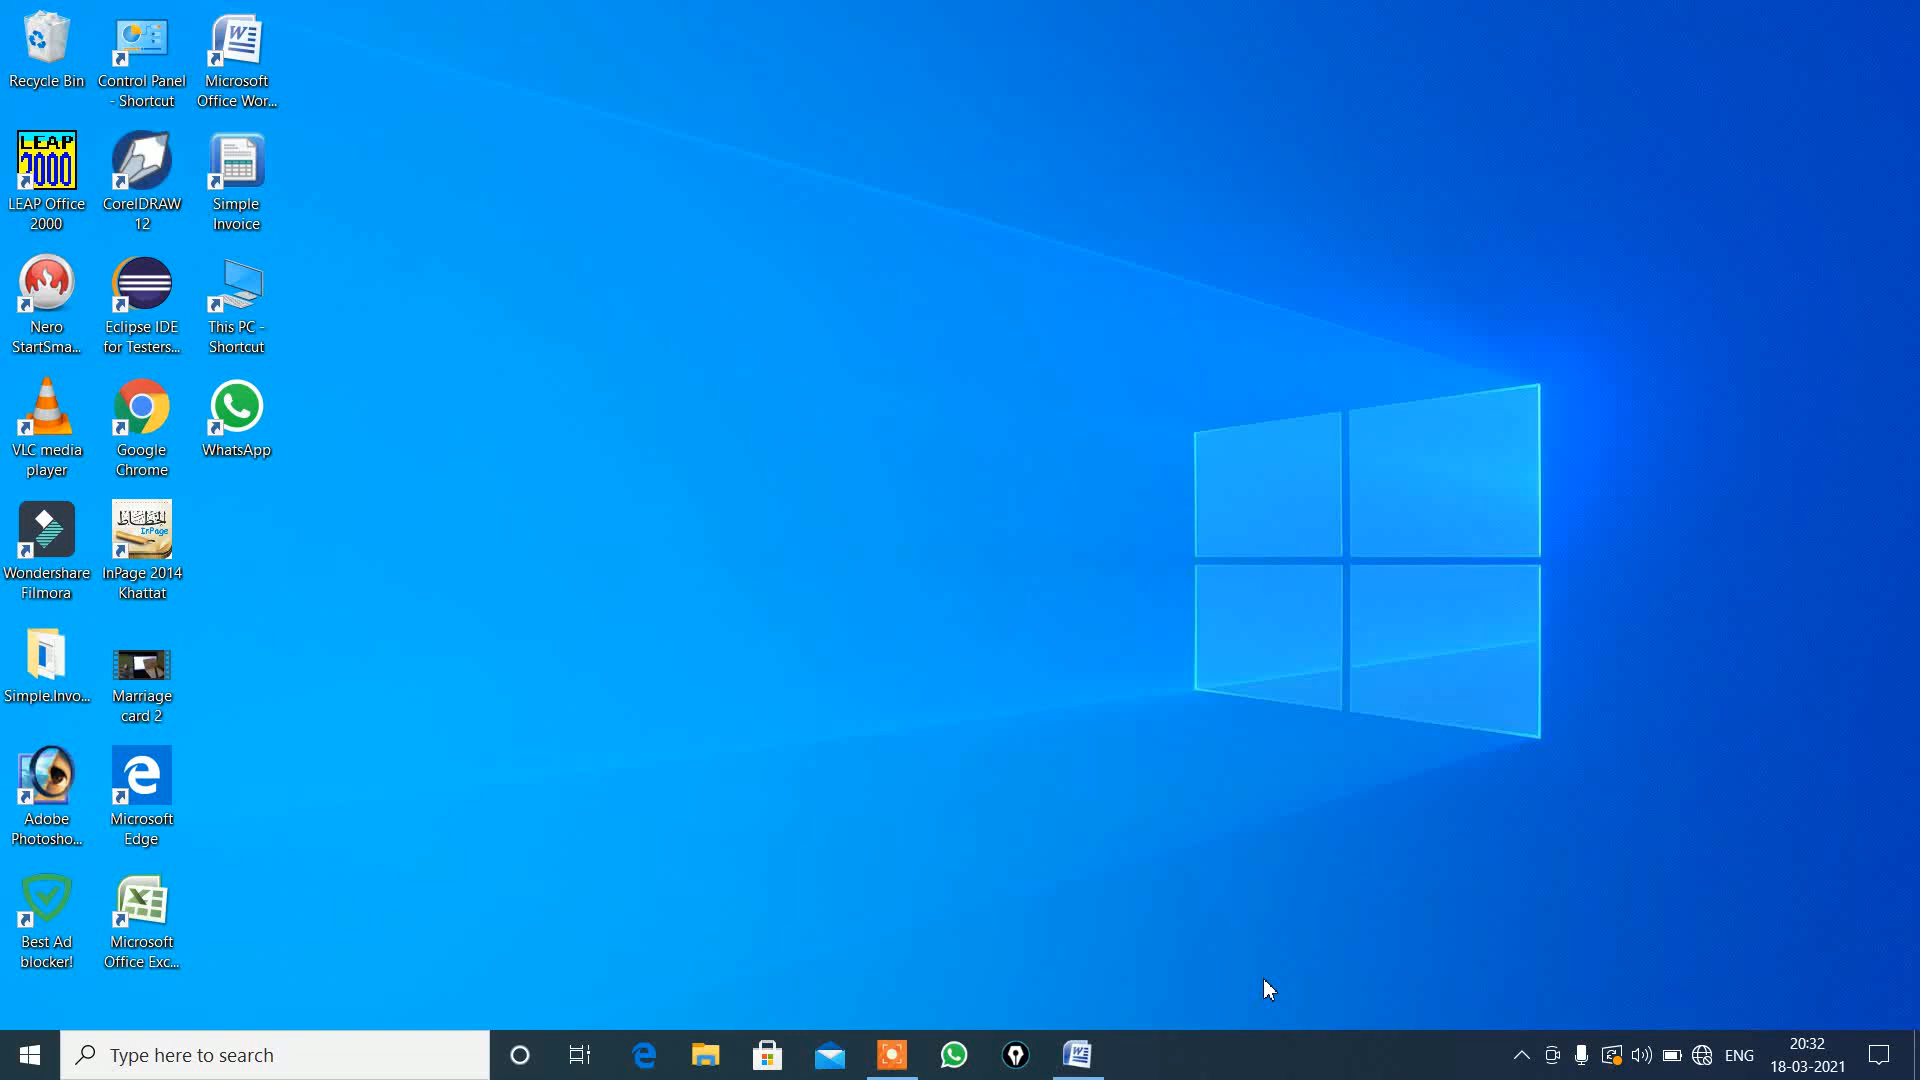 Recycle Bin
Control Panel
- Shortcut
Microsoft
Office Wor...
LEAP
2000
LEAP Office
2000
CorelDRAW
12
Simple
Invoice
Nero
StartSma...
Eclipse IDE
for Testers...
This PC -
Shortcut
VLC media
player
Google
Chrome
WhatsApp
Wondershare
Filmora
InPage
InPage 2014
Khattat
Simple.Invo...
Marriage
card 2
Adobe
Photosho...
Microsoft
Edge
Best Ad
blocker!
Microsoft
Office Exc...
Type here to search
ENG
20:32
18-03-2021